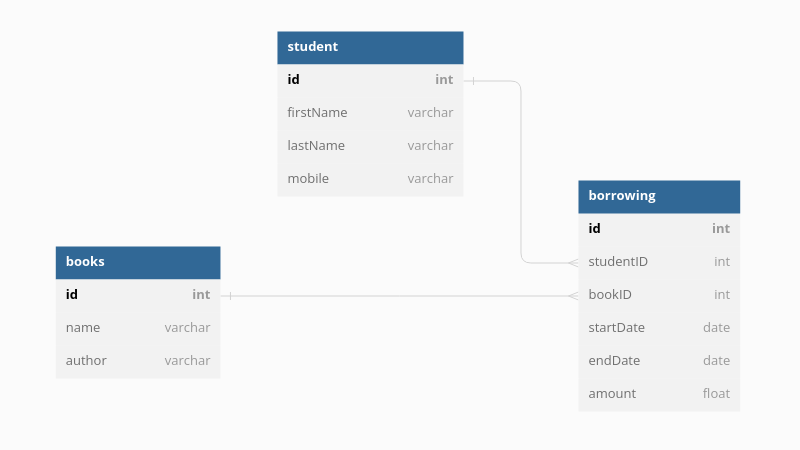 student
id int
firstName varchar
lastName varchar
mobile varchar
books
id int
name varchar
author varchar
borrowing
id int
studentID int
bookID int
startDate date
endDate date
amount float